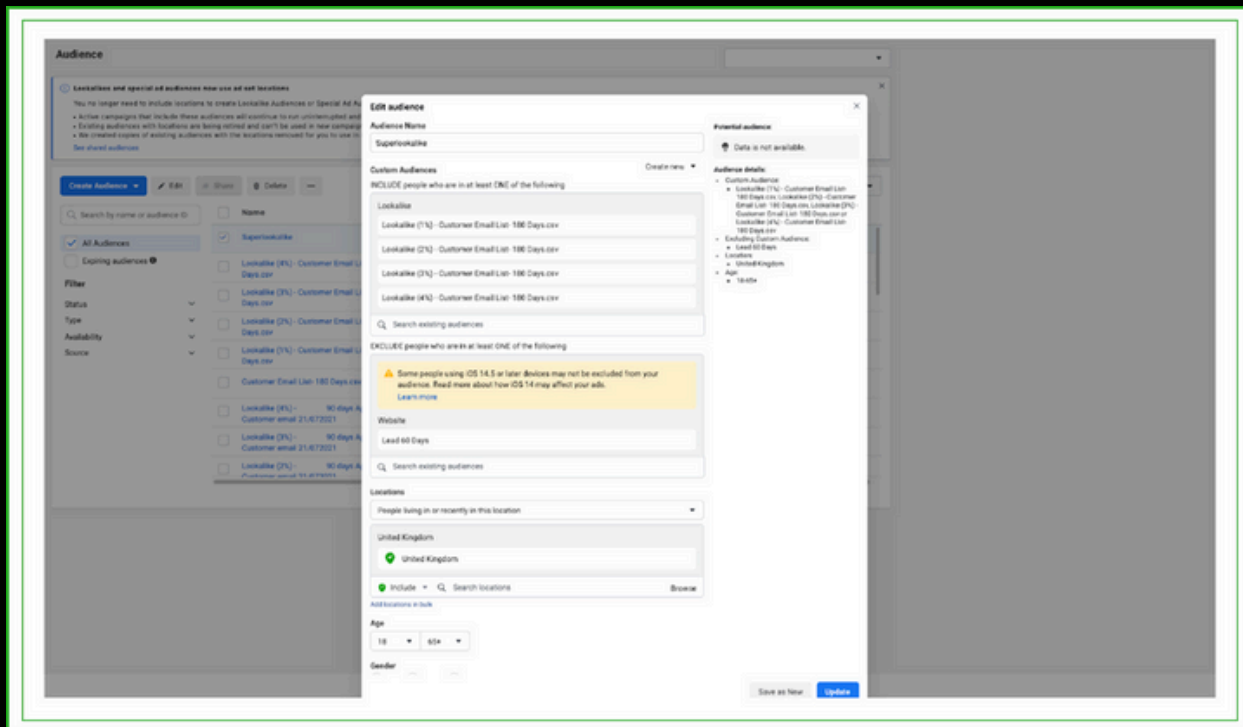 Audience
Lookalikes and special ad audiences now use ad set locations
You no longer need to include locations to create Lookalike Audiences or Special Ad Au
• Active campaigns that include these audiences will continue to run uninterrupted and
• Existing audiences with locations are being retired and can't be used in new campaign
• We created copies of existing audiences with the locations removed for you to use in
See shared audiences
Create Audience
Edit
Share
Delete
Search by name or audience ID
All Audiences
Expiring audiences
Filter
Status
Type
Availability
Source
Name
Superlookalike
Lookalike (4%) - Customer Email Li
Days.csv
Lookalike (3%) - Customer Email Li
Days.csv
Lookalike (2%) - Customer Email Li
Days.csv
Lookalike (1%) - Customer Email Li
Days.csv
Customer Email List- 180 Days.csv
Lookalike (4%) - 90 days A
Customer email 21/072021
Lookalike (3%) - 90 days A
Customer email 21/072021
Lookalike (2%) - 90 days A
Customer email 21/072021
Edit audience
Audience Name
Superlookalike
Custom Audiences
Create new
INCLUDE people who are in at least ONE of the following
Lookalike
Lookalike (1%) - Customer Email List- 180 Days.csv
Lookalike (2%) - Customer Email List- 180 Days.csv
Lookalike (3%) - Customer Email List- 180 Days.csv
Lookalike (4%) - Customer Email List- 180 Days.csv
Search existing audiences
EXCLUDE people who are in at least ONE of the following
Some people using iOS 14.5 or later devices may not be excluded from your
audience. Read more about how iOS 14 may affect your ads.
Learn more
Website
Lead 60 Days
Search existing audiences
Locations
People living in or recently in this location
United Kingdom
United Kingdom
Include
Search locations
Browse
Add locations in bulk
Age
18
65+
Gender
Potential audience:
Data is not available.
Audience details:
• Custom Audience:
Lookalike (1%) - Customer Email List-
180 Days.csv, Lookalike (2%) - Customer
Email List- 180 Days.csv, Lookalike (3%) -
Customer Email List- 180 Days.csv or
Lookalike (4%) - Customer Email List-
180 Days.csv
• Excluding Custom Audience:
Lead 60 Days
• Location:
United Kingdom
• Age:
18-65+
Save as New
Update